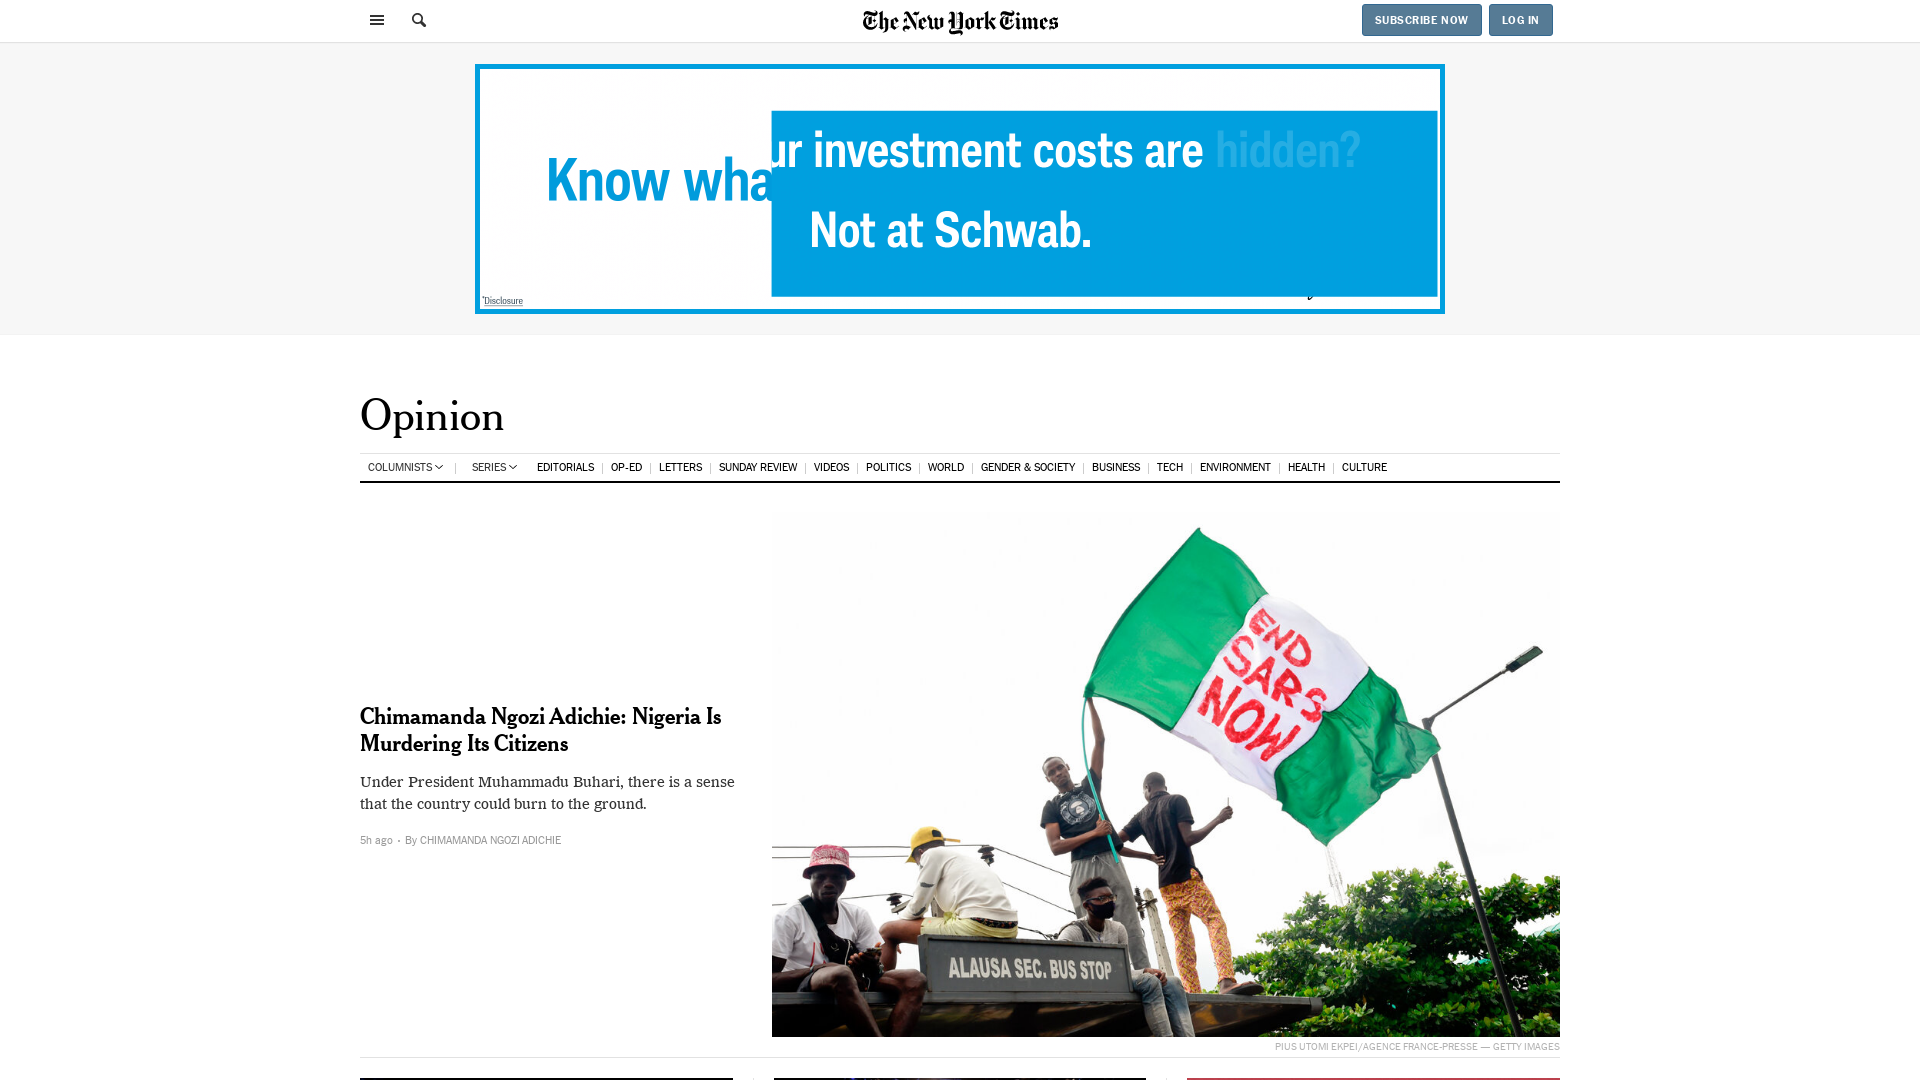 The New York Times
SUBSCRIBE NOW
LOG IN
Know
ur investment costs are hidden?
Not at Schwab.
*Disclosure
Opinion
COLUMNISTS
SERIES
EDITORIALS
OP-ED
LETTERS
SUNDAY REVIEW
VIDEOS
POLITICS
WORLD
GENDER & SOCIETY
BUSINESS
TECH
ENVIRONMENT
HEALTH
CULTURE
Chimamanda Ngozi Adichie: Nigeria Is
Murdering Its Citizens
Under President Muhammadu Buhari, there is a sense
that the country could burn to the ground.
5h ago • By CHIMAMANDA NGOZI ADICHIE
END
SARS
NOW
ALAUSA SEC. BUS STOP
PIUS UTOMI EKPEI/AGENCE FRANCE-PRESSE — GETTY IMAGES